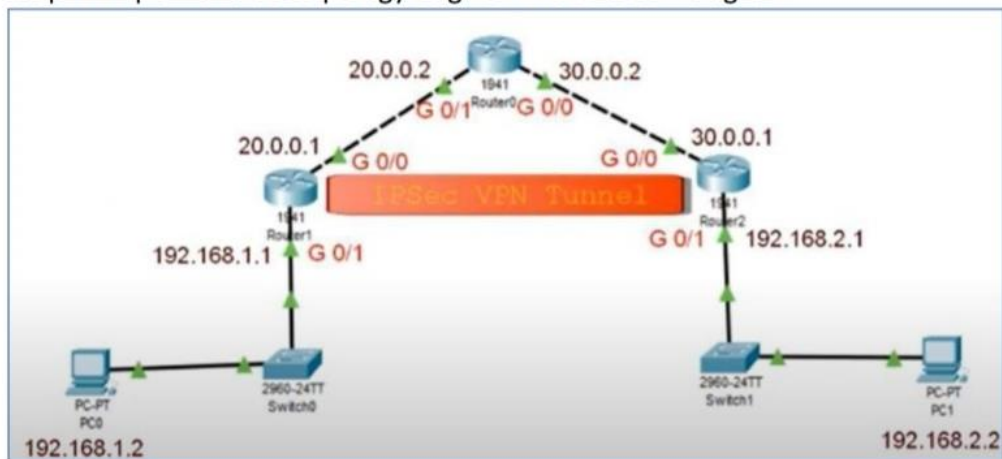 20.0.0.2
30.0.0.2
1941
Router0
G 0/1
G 0/0
20.0.0.1
30.0.0.1
G 0/0
G 0/0
IPSec VPN Tunnel
1941
Router1
1941
Router2
192.168.1.1
G 0/1
G 0/1
192.168.2.1
PC-PT
PC0
192.168.1.2
2960-24TT
Switch0
2960-24TT
Switch1
PC-PT
PC1
192.168.2.2